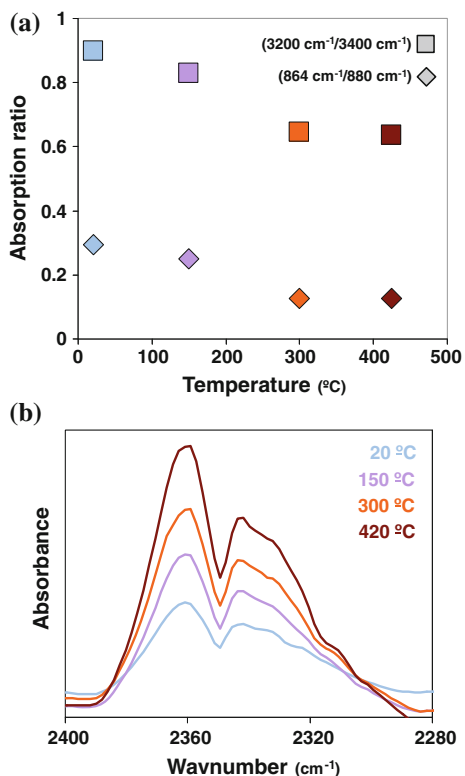 (a)
(3200 cm⁻¹/3400 cm⁻¹)
(864 cm⁻¹/880 cm⁻¹)
Absorption ratio
1
0.8
0.6
0.4
0.2
0
0 100 200 300 400 500
Temperature (ºC)
(b)
20 ºC
150 ºC
300 ºC
420 ºC
Absorbance
2400 2360 2320 2280
Wavnumber (cm⁻¹)